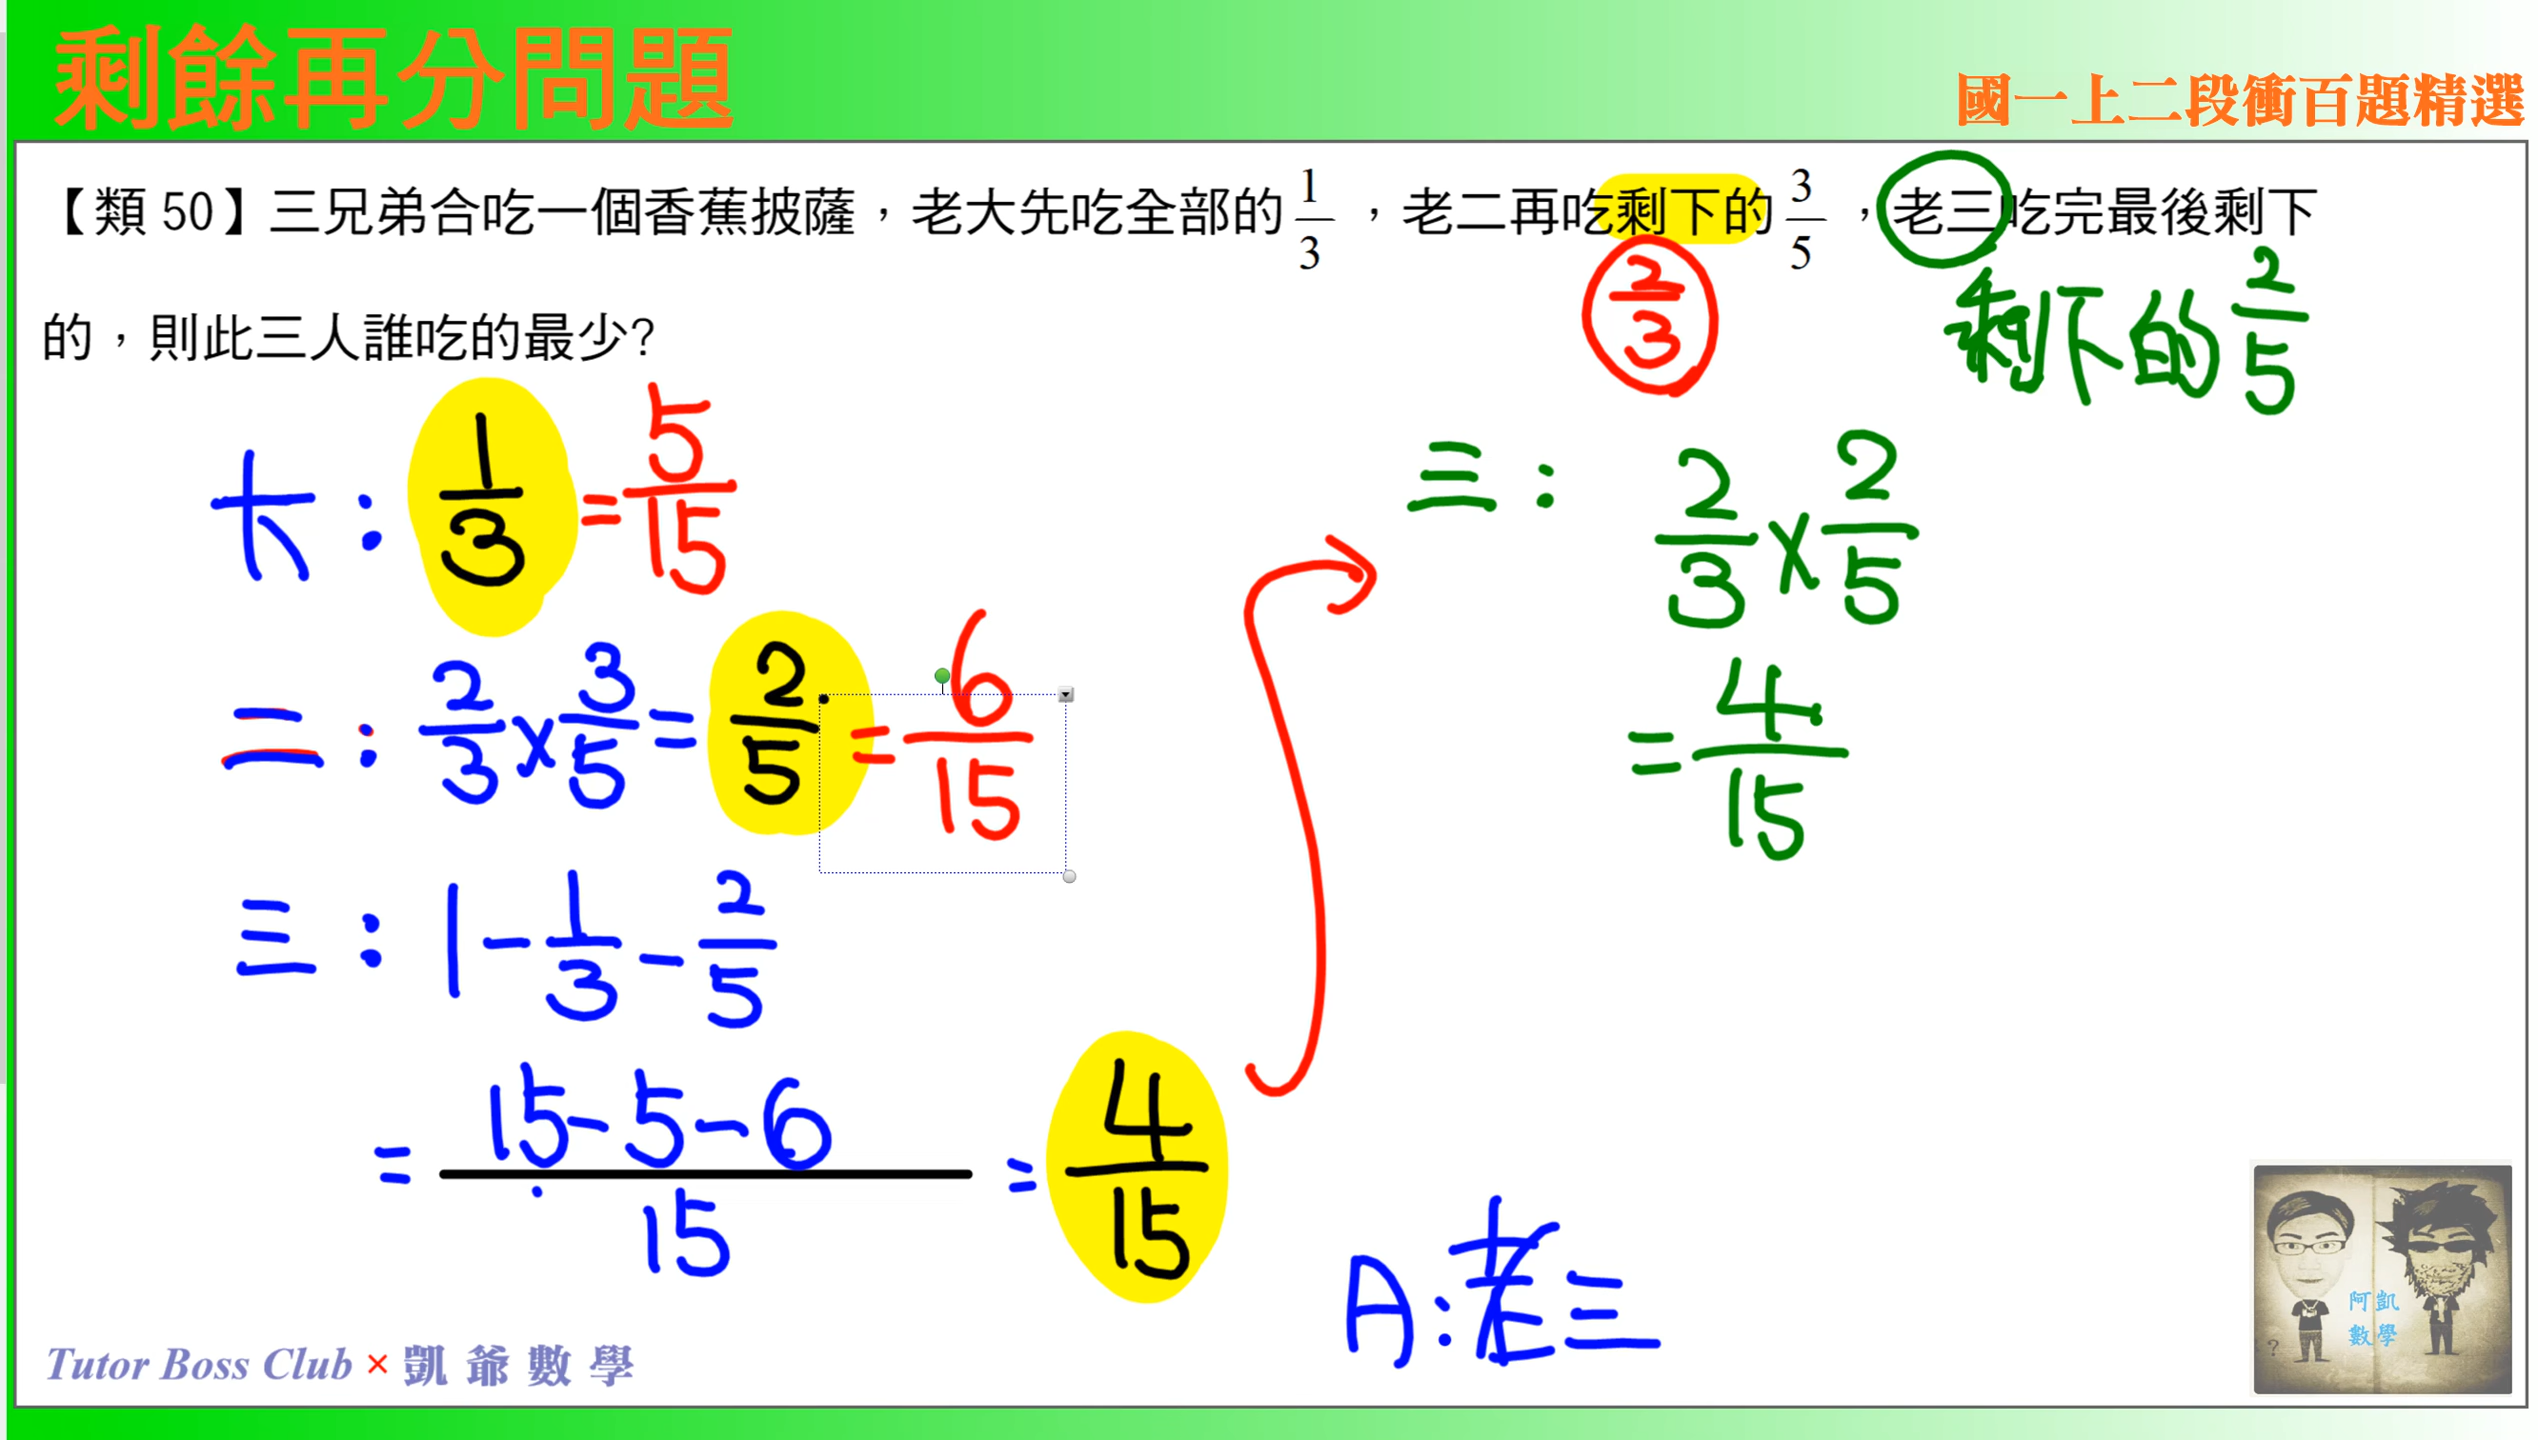 剩餘再分問題
國一上二段衝百題精選
【類 50】三兄弟合吃一個香蕉披薩，老大先吃全部的 1/3 ，老二再吃剩下的 3/5 ，老三吃完最後剩下
的，則此三人誰吃的最少?
2/3
剩下的 2/5
大: 1/3 = 5/15
二: 2/3 x 3/5 = 2/5 = 6/15
三: 1 - 1/3 - 2/5
= 15-5-6/15 = 4/15
三: 2/3 x 2/5
= 4/15
A: 老三
Tutor Boss Club × 凱爺數學
阿凱
數學
?